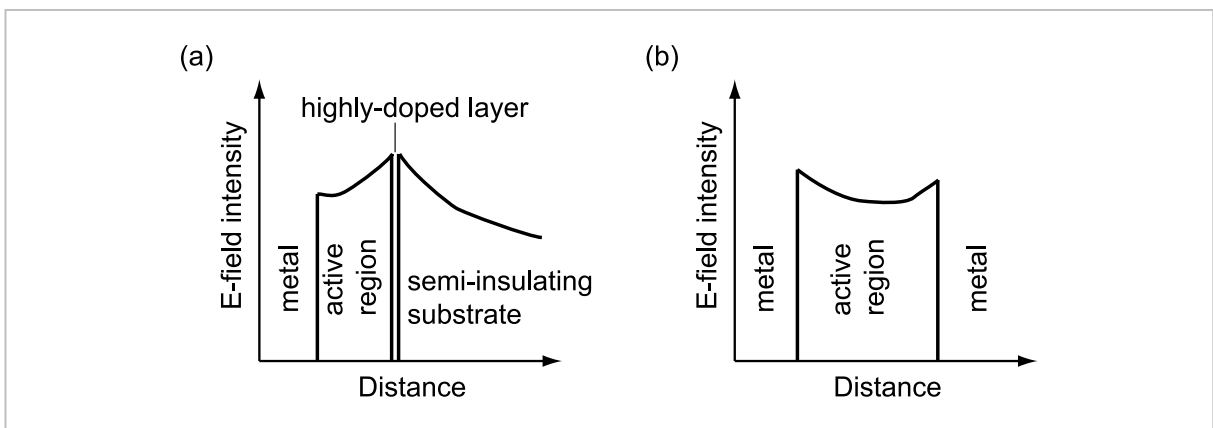 (a)
highly-doped layer
E-field intensity
metal
active
region
semi-insulating
substrate
Distance
(b)
E-field intensity
metal
active
region
metal
Distance